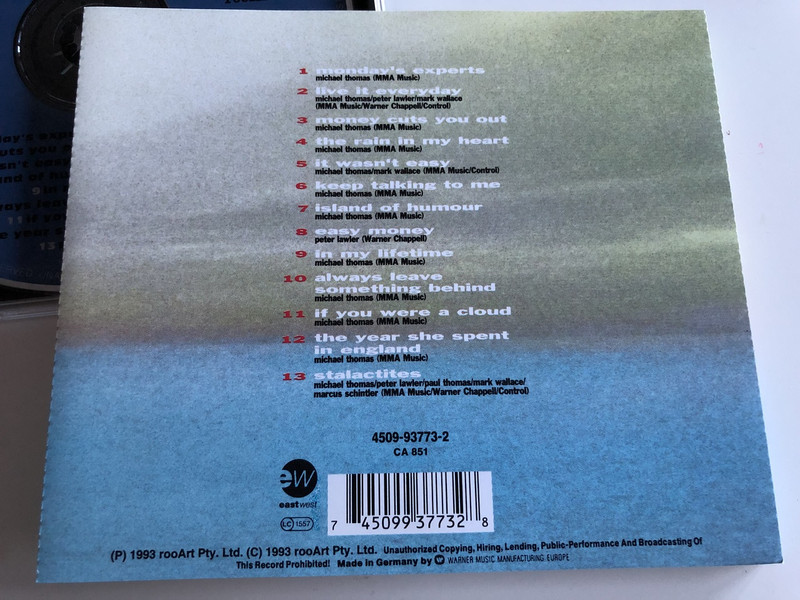 1 monday's experts
michael thomas (MMA Music)
2 live it everyday
michael thomas/peter lawler/mark wallace
(MMA Music/Warner Chappell/Control)
3 money cuts you out
michael thomas (MMA Music)
4 the rain in my heart
michael thomas (MMA Music)
5 it wasn't easy
michael thomas/mark wallace (MMA Music/Control)
6 keep talking to me
michael thomas (MMA Music)
7 island of humour
michael thomas (MMA Music)
8 easy money
peter lawler (Warner Chappell)
9 in my lifetime
michael thomas (MMA Music)
10 always leave
something behind
michael thomas (MMA Music)
11 if you were a cloud
michael thomas (MMA Music)
12 the year she spent
in england
michael thomas (MMA Music)
13 stalactites
michael thomas/peter lawler/paul thomas/mark wallace/
marcus schintler (MMA Music/Warner Chappell/Control)
4509-93773-2
CA 851
ew
eastwest
LC 1557
7 45099 37732 8
(P) 1993 rooArt Pty. Ltd. (C) 1993 rooArt Pty. Ltd. Unauthorized Copying, Hiring, Lending, Public-Performance And Broadcasting Of
This Record Prohibited! Made in Germany by WARNER MUSIC MANUFACTURING EUROPE